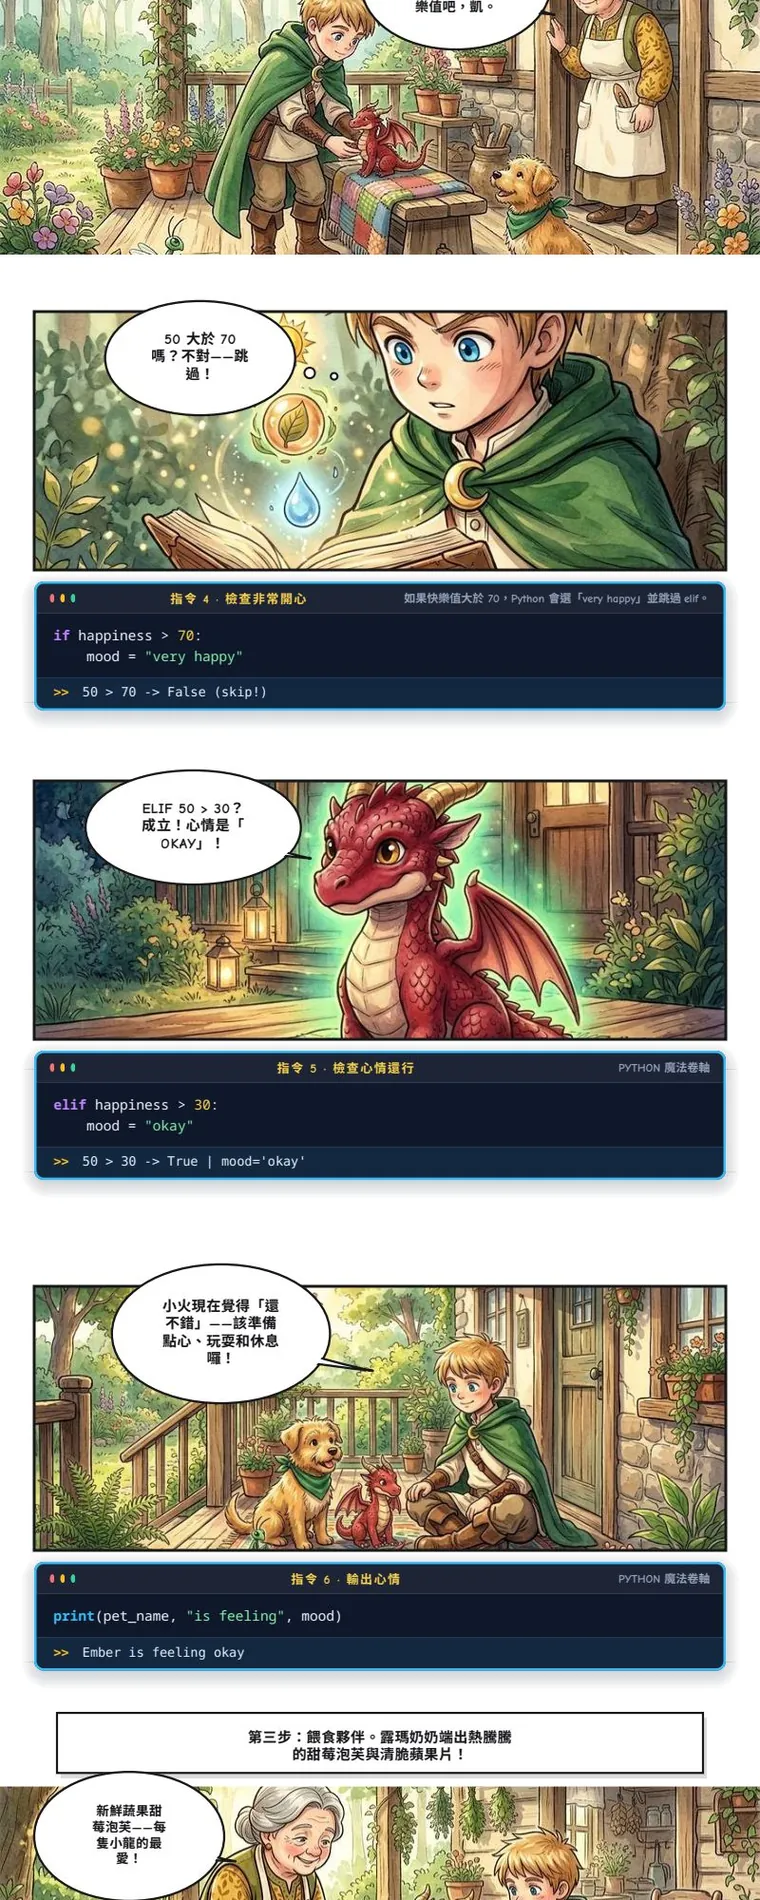 樂值吧，凱。
50 大於 70
嗎？不對——跳
過！
指令 4 · 檢查非常開心
如果快樂值大於 70，Python 會選「very happy」並跳過 elif。
if happiness > 70:
    mood = "very happy"
>> 50 > 70 -> False (skip!)
ELIF 50 > 30？
成立！心情是「
OKAY」！
指令 5 · 檢查心情還行
PYTHON 魔法卷軸
elif happiness > 30:
    mood = "okay"
>> 50 > 30 -> True | mood='okay'
小火現在覺得「還
不錯」——該準備
點心、玩耍和休息
囉！
指令 6 · 輸出心情
PYTHON 魔法卷軸
print(pet_name, "is feeling", mood)
>> Ember is feeling okay
第三步：餵食夥伴。露瑪奶奶端出熱騰騰
的甜莓泡芙與清脆蘋果片！
新鮮蔬果甜
莓泡芙——每
隻小龍的最
愛！